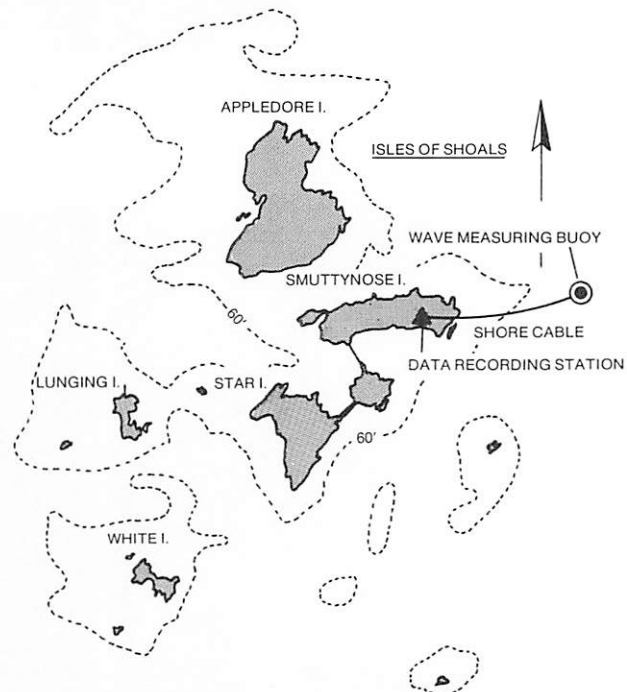 APPLEDORE I.
ISLES OF SHOALS
WAVE MEASURING BUOY
SMUTTYNOSE I.
60'
SHORE CABLE
DATA RECORDING STATION
LUNGING I.
STAR I.
60'
WHITE I.